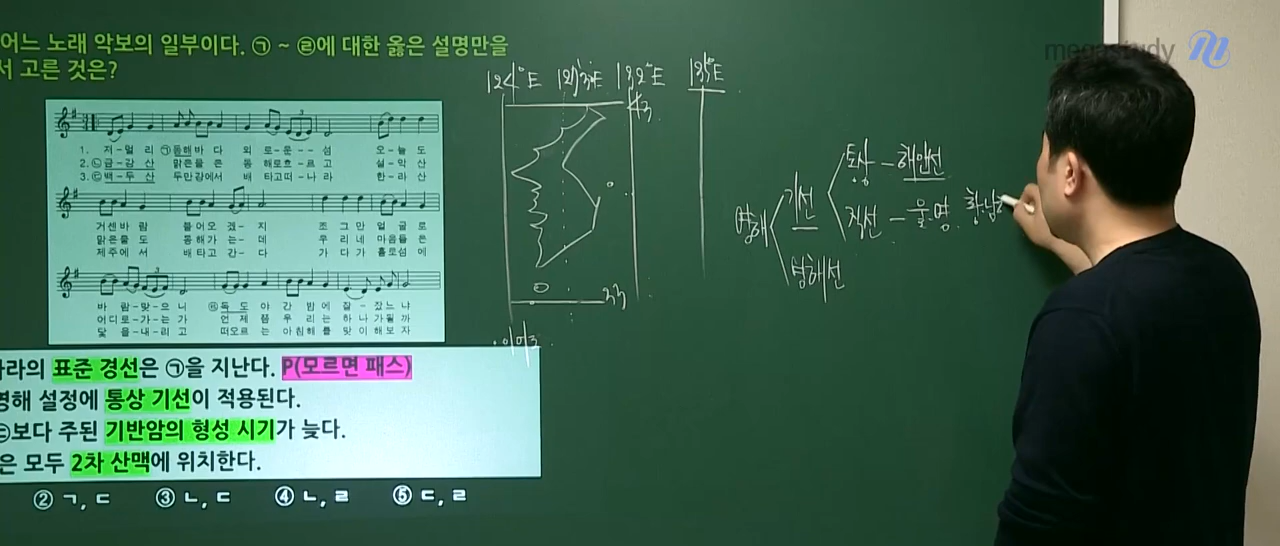 어느 노래 악보의 일부이다. ㉠ ~ ㉣에 대한 옳은 설명만을
서 고른 것은?
megastudy
124°E 127°30'E 132°E 135°E
43
33
이어도
1. 저-멀 리 ㉠동해바 다 외 로-운--섬 오-늘 도
2. ㉡금-강 산 맑은물 은 동 해로흐-르 고 설-악 산
3. ㉢백-두 산 두만강에서 배 타고떠-나 라 한-라 산
거센바 람 불어오 겠-지 조 그만 얼 굴로
맑은물 도 동해가 는-데 우 리네 마음들 은
제주에 서 배타고 간-다 가 다가 홀로섬 에
바 람-맞-으 니 ㉣독 도 야 간 밤에 잘-잤느 냐
어디로-가-는 가 언 제 쯤 우 리는 하 나가될 까
닻 을-내-리 고 떠오르 는 아침해 를 맞 이 해보 자
영해
기선
통상 - 해안선
직선 - 울.영.
영해선
나라의 표준 경선은 ㉠을 지난다. P(모르면 패스)
영해 설정에 통상 기선이 적용된다.
㉢보다 주된 기반암의 형성 시기가 늦다.
은 모두 2차 산맥에 위치한다.
② ㄱ, ㄷ ③ ㄴ, ㄷ ④ ㄴ, ㄹ ⑤ ㄷ, ㄹ